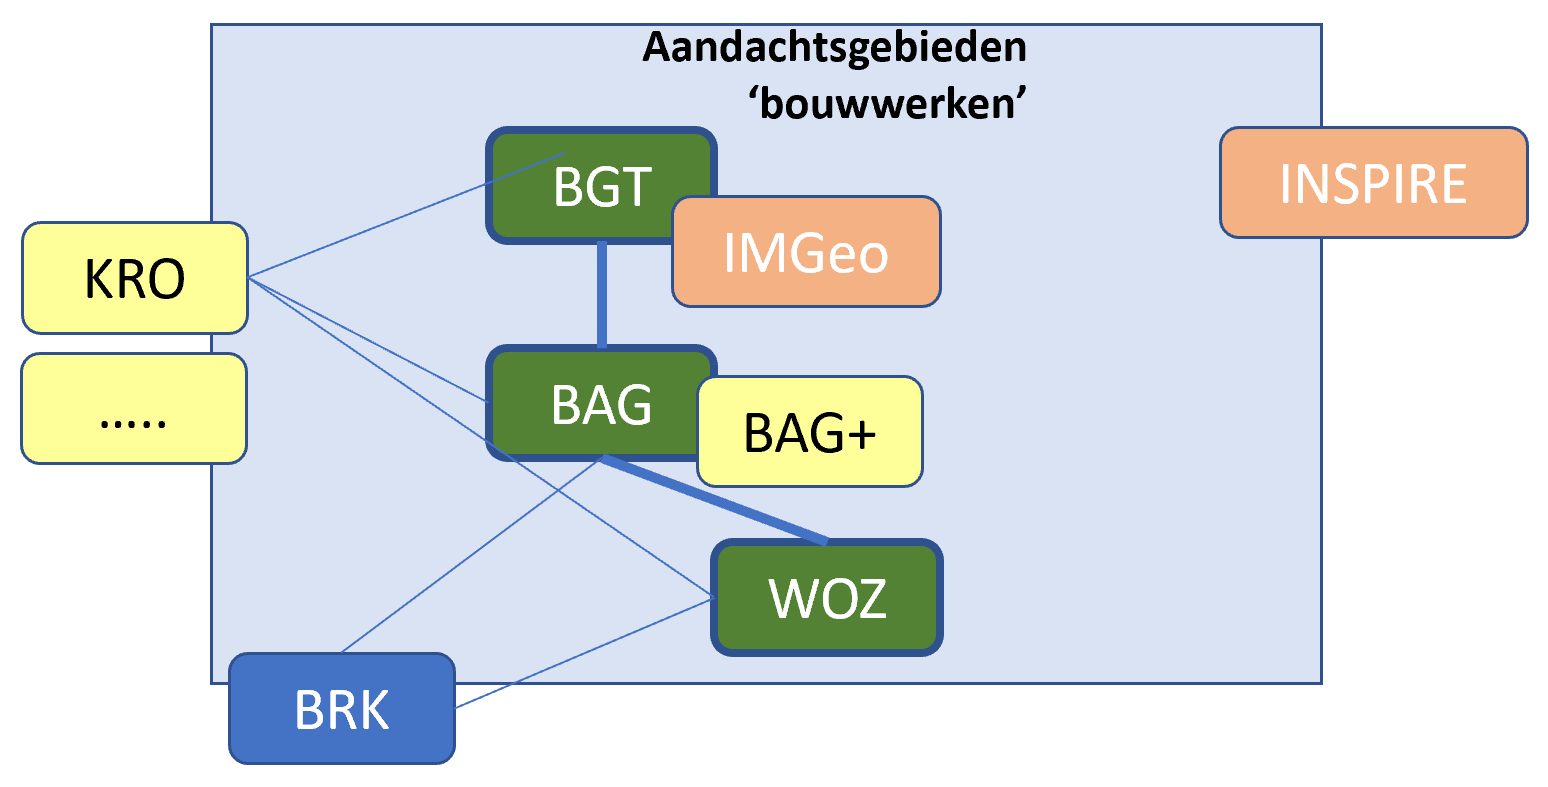 Aandachtsgebieden
‘bouwwerken’
BGT
INSPIRE
IMGeo
KRO
.....
BAG
BAG+
WOZ
BRK